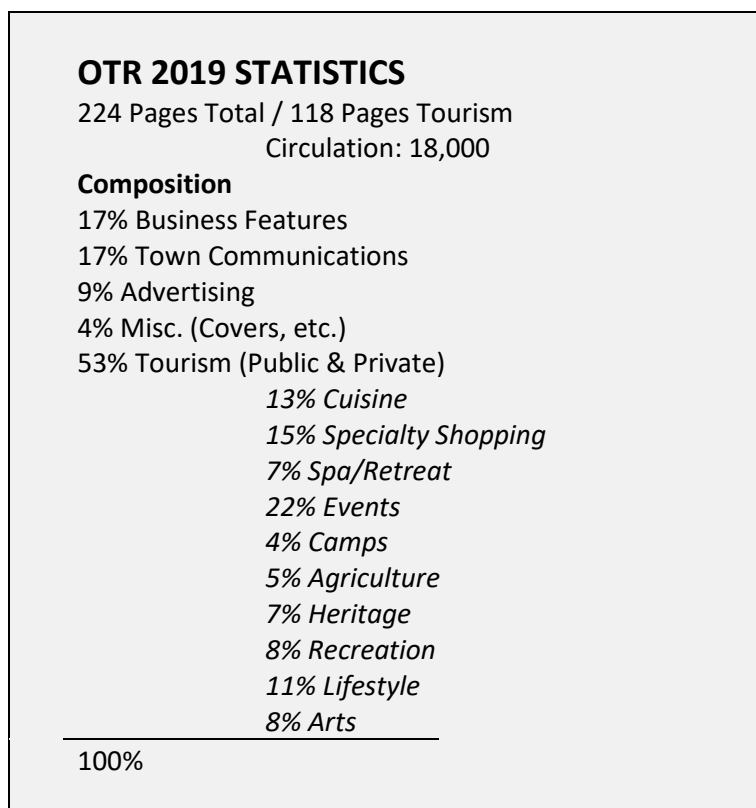 OTR 2019 STATISTICS
224 Pages Total / 118 Pages Tourism
Circulation: 18,000
Composition
17% Business Features
17% Town Communications
9% Advertising
4% Misc. (Covers, etc.)
53% Tourism (Public & Private)
13% Cuisine
15% Specialty Shopping
7% Spa/Retreat
22% Events
4% Camps
5% Agriculture
7% Heritage
8% Recreation
11% Lifestyle
8% Arts
100%